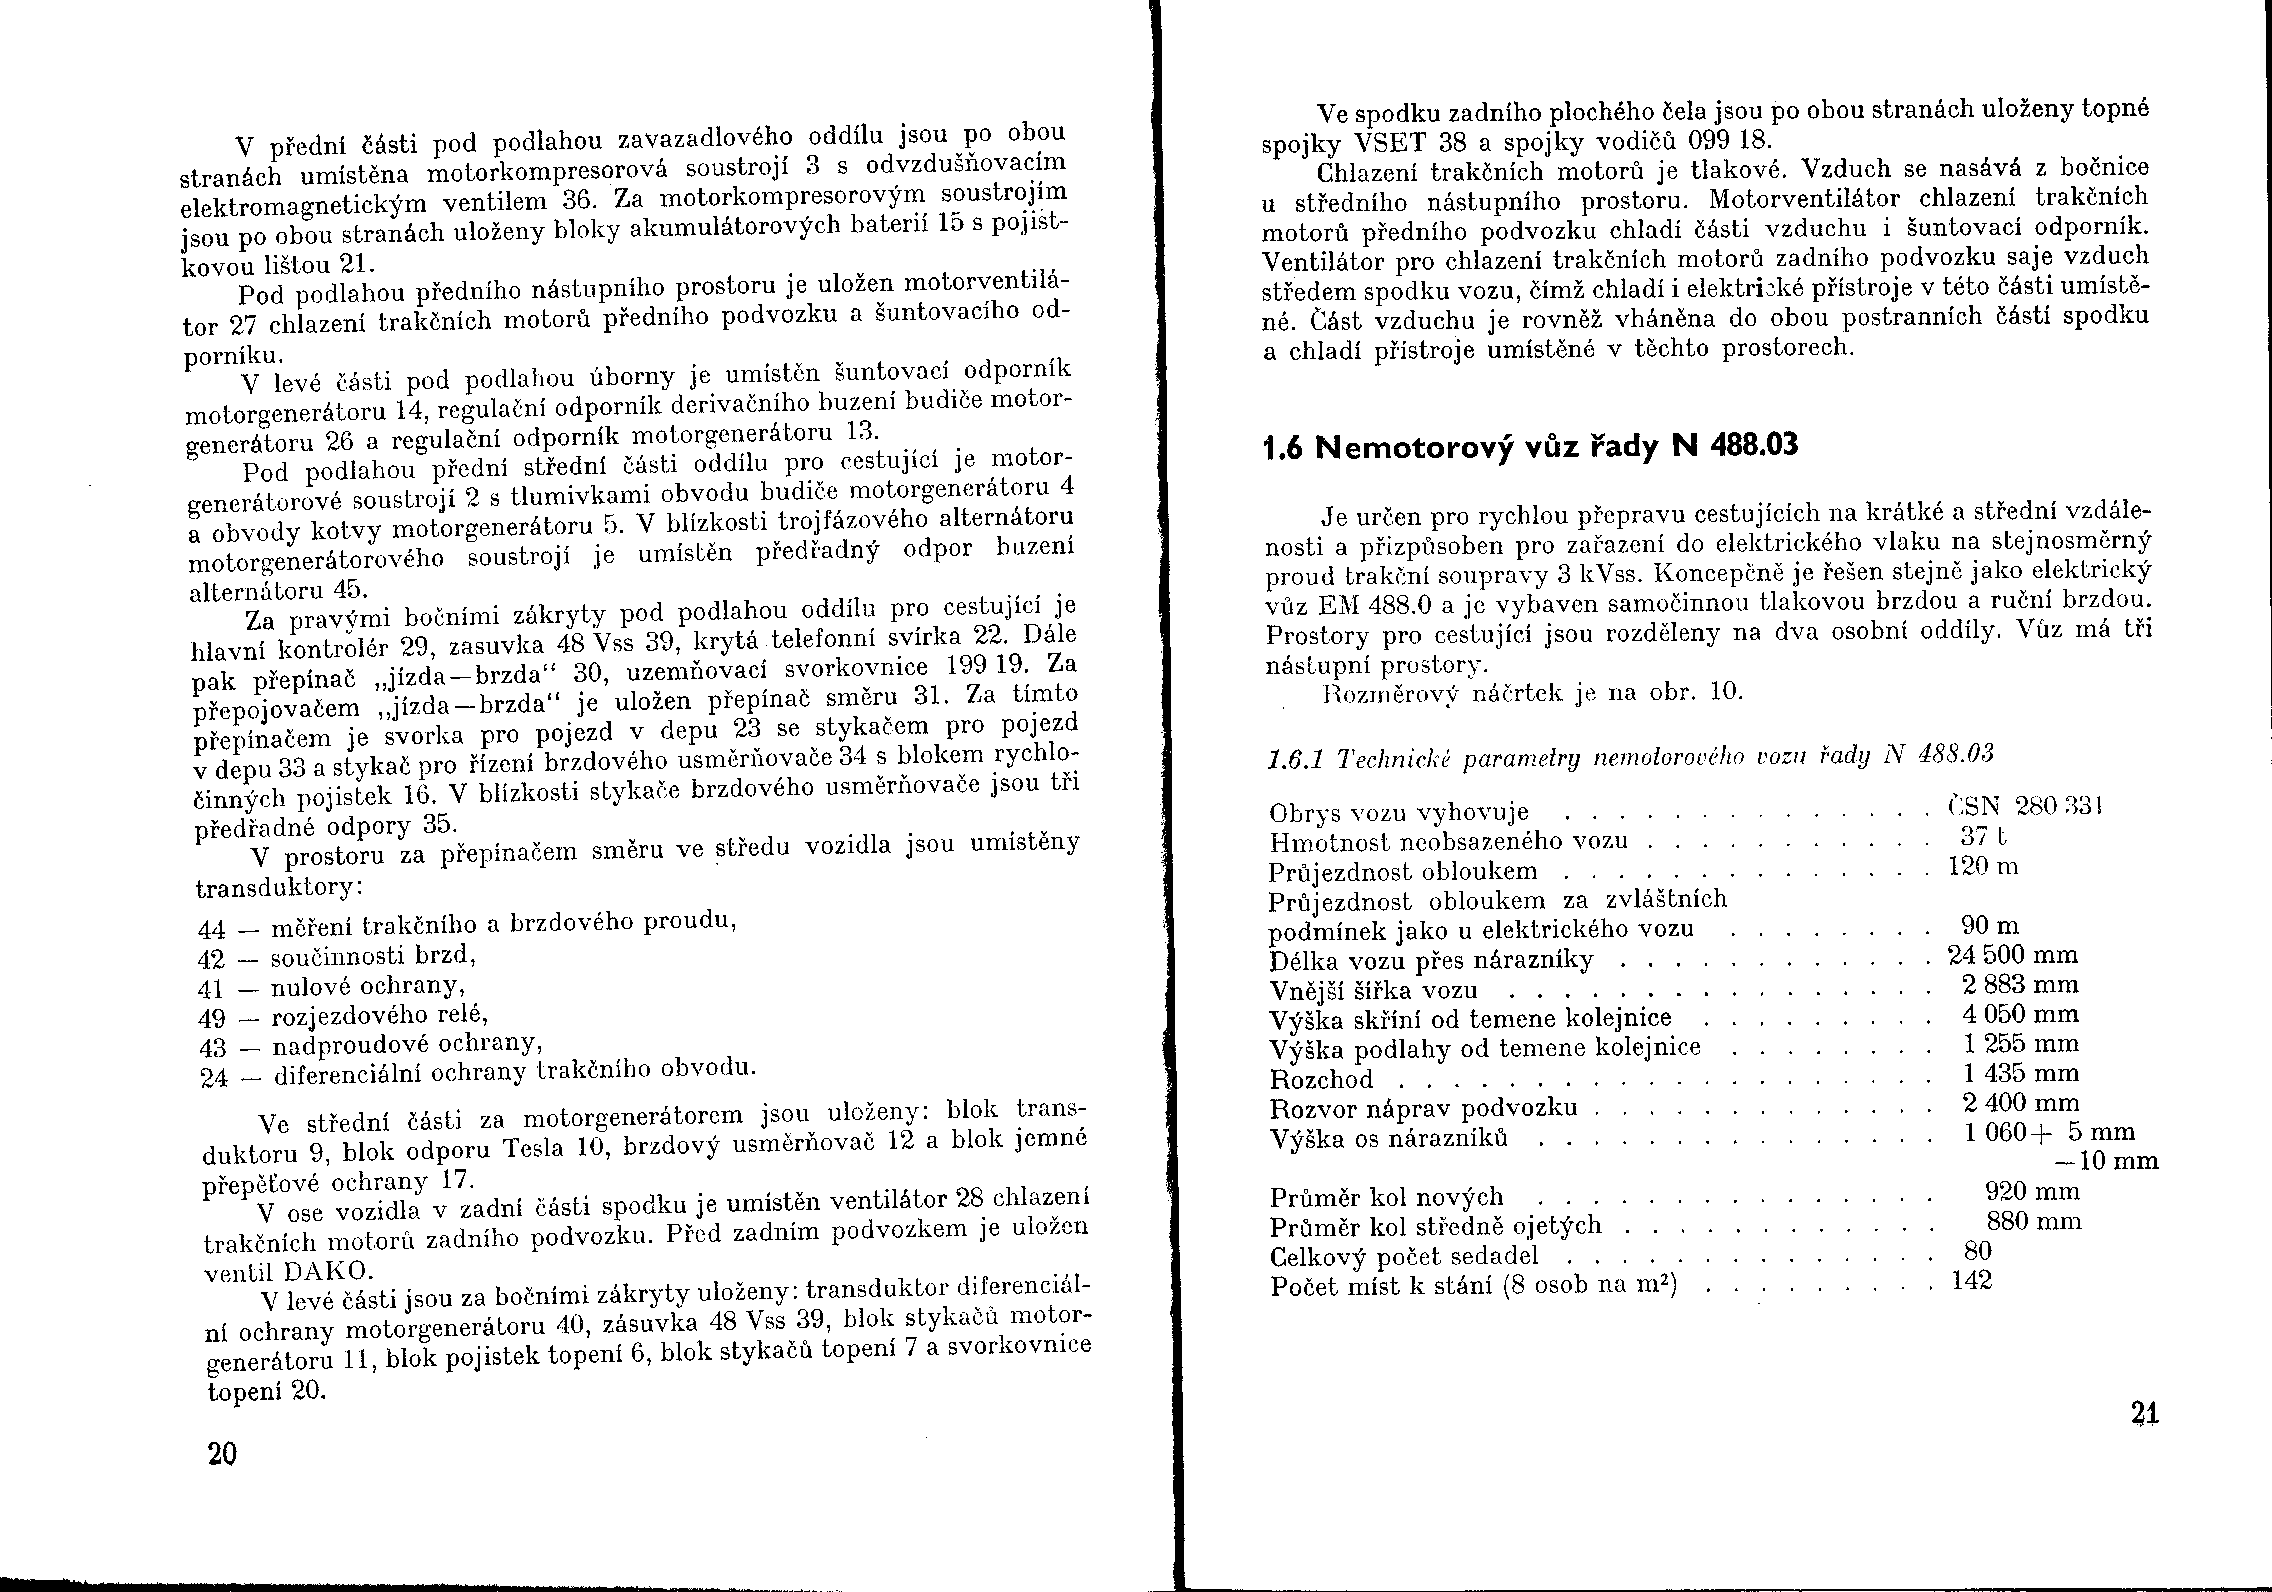 V přední části pod podlahou zavazadlového oddílu jsou po obou
stranách umístěna motorkompresorová soustrojí 3 s odvzdušňovacím
elektromagnetickým ventilem 36. Za motorkompresorovým soustrojím
jsou po obou stranách uloženy bloky akumulátorových baterií 15 s pojist-
kovou lištou 21.
Pod podlahou předního nástupního prostoru je uložen motorventilá-
tor 27 chlazení trakčních motorů předního podvozku a šuntovacího od-
porníku.
V levé části pod podlahou úborny je umístěn šuntovací odporník
motorgenerátoru 14, regulační odporník derivačního buzení budiče motor-
generátoru 26 a regulační odporník motorgenerátoru 13.
Pod podlahou přední střední části oddílu pro cestující je motor-
generátorové soustrojí 2 s tlumivkami obvodu budiče motorgenerátoru 4
a obvody kotvy motorgenerátoru 5. V blízkosti trojfázového alternátoru
motorgenerátorového soustrojí je umístěn předřadný odpor buzení
alternátoru 45.
Za pravými bočními zákryty pod podlahou oddílu pro cestující je
hlavní kontrolér 29, zasuvka 48 Vss 39, krytá telefonní svírka 22. Dále
pak přepínač „jízda—brzda“ 30, uzemňovací svorkovnice 199 19. Za
přepojovačem „jízda—brzda“ je uložen přepínač směru 31. Za tímto
přepínačem je svorka pro pojezd v depu 23 se stykačem pro pojezd
v depu 33 a stykač pro řízení brzdového usměrňovače 34 s blokem rychlo-
činných pojistek 16. V blízkosti stykače brzdového usměrňovače jsou tři
předřadné odpory 35.
V prostoru za přepínačem směru ve středu vozidla jsou umístěny
transduktory:
44 — měření trakčního a brzdového proudu,
42 — součinnosti brzd,
41 — nulové ochrany,
49 — rozjezdového relé,
43 — nadproudové ochrany,
24 — diferenciální ochrany trakčního obvodu.
Ve střední části za motorgenerátorem jsou uloženy: blok trans-
duktoru 9, blok odporu Tesla 10, brzdový usměrňovač 12 a blok jemné
přepěťové ochrany 17.
V ose vozidla v zadní části spodku je umístěn ventilátor 28 chlazení
trakčních motorů zadního podvozku. Před zadním podvozkem je uložen
ventil DAKO.
V levé části jsou za bočními zákryty uloženy: transduktor diferenciál-
ní ochrany motorgenerátoru 40, zásuvka 48 Vss 39, blok stykačů motor-
generátoru 11, blok pojistek topení 6, blok stykačů topení 7 a svorkovnice
topení 20.
20
Ve spodku zadního plochého čela jsou po obou stranách uloženy topné
spojky VSET 38 a spojky vodičů 099 18.
Chlazení trakčních motorů je tlakové. Vzduch se nasává z bočnice
u středního nástupního prostoru. Motorventilátor chlazení trakčních
motorů předního podvozku chladí části vzduchu i šuntovací odporník.
Ventilátor pro chlazení trakčních motorů zadního podvozku saje vzduch
středem spodku vozu, čímž chladí i elektrické přístroje v této části umístě-
né. Část vzduchu je rovněž vháněna do obou postranních částí spodku
a chladí přístroje umístěné v těchto prostorech.
1.6 Nemotorový vůz řady N 488.03
Je určen pro rychlou přepravu cestujících na krátké a střední vzdále-
nosti a přizpůsoben pro zařazení do elektrického vlaku na stejnosměrný
proud trakční soupravy 3 kVss. Koncepčně je řešen stejně jako elektrický
vůz EM 488.0 a je vybaven samočinnou tlakovou brzdou a ruční brzdou.
Prostory pro cestující jsou rozděleny na dva osobní oddíly. Vůz má tři
nástupní prostory.
Rozměrový náčrtek je na obr. 10.
1.6.1 Technické parametry nemotorového vozu řady N 488.03
Obrys vozu vyhovuje . . . . . . . . . . . . . . ČSN 280 331
Hmotnost neobsazeného vozu . . . . . . . . . . . 37 t
Průjezdnost obloukem . . . . . . . . . . . . . . 120 m
Průjezdnost obloukem za zvláštních
podmínek jako u elektrického vozu . . . . . . . . 90 m
Délka vozu přes nárazníky . . . . . . . . . . . . 24 500 mm
Vnější šířka vozu . . . . . . . . . . . . . . . . 2 883 mm
Výška skříní od temene kolejnice . . . . . . . . . 4 050 mm
Výška podlahy od temene kolejnice . . . . . . . . 1 255 mm
Rozchod . . . . . . . . . . . . . . . . . . . . 1 435 mm
Rozvor náprav podvozku . . . . . . . . . . . . . 2 400 mm
Výška os nárazníků . . . . . . . . . . . . . . . 1 060+ 5 mm
—10 mm
Průměr kol nových . . . . . . . . . . . . . . . 920 mm
Průměr kol středně ojetých . . . . . . . . . . . . 880 mm
Celkový počet sedadel . . . . . . . . . . . . . . 80
Počet míst k stání (8 osob na m²) . . . . . . . . . 142
21